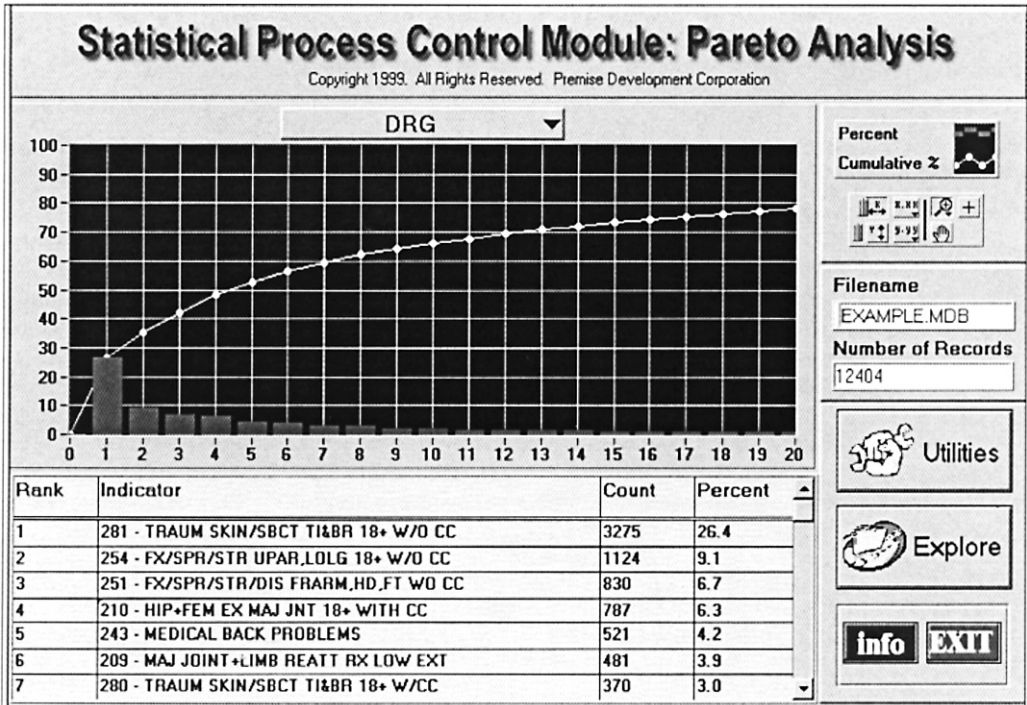 Statistical Process Control Module: Pareto Analysis
Copyright 1999. All Rights Reserved. Premise Development Corporation
DRG
100
90
80
70
60
50
40
30
20
10
0
0 1 2 3 4 5 6 7 8 9 10 11 12 13 14 15 16 17 18 19 20
Percent
Cumulative %
Filename
EXAMPLE.MDB
Number of Records
12404
Utilities
Explore
info EXIT
Rank Indicator Count Percent
1 281 - TRAUM SKIN/SBCT TI&BR 18+ W/O CC 3275 26.4
2 254 - FX/SPR/STR UPAR,LOLG 18+ W/O CC 1124 9.1
3 251 - FX/SPR/STR/DIS FRARM,HD,FT WO CC 830 6.7
4 210 - HIP+FEM EX MAJ JNT 18+ WITH CC 787 6.3
5 243 - MEDICAL BACK PROBLEMS 521 4.2
6 209 - MAJ JOINT+LIMB REATT RX LOW EXT 481 3.9
7 280 - TRAUM SKIN/SBCT TI&BR 18+ W/CC 370 3.0